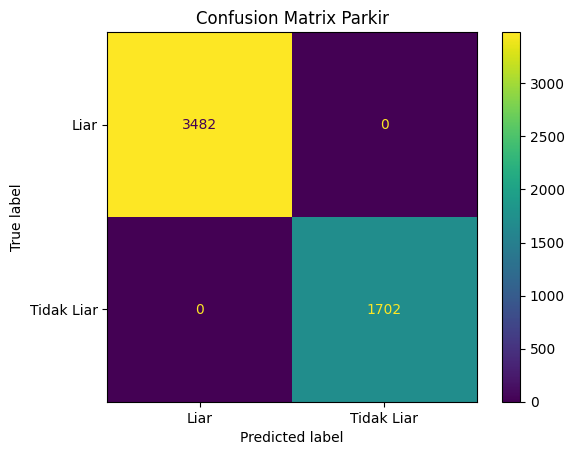 Confusion Matrix Parkir
True label
Liar
3482
0
Tidak Liar
0
1702
Liar
Tidak Liar
Predicted label
3000
2500
2000
1500
1000
500
0